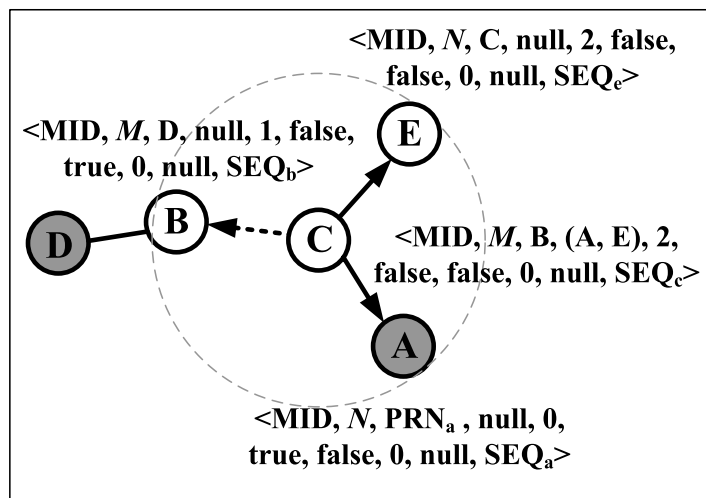 <MID, N, C, null, 2, false,
false, 0, null, SEQe>
<MID, M, D, null, 1, false,
true, 0, null, SEQb>
E
B
D
C
<MID, M, B, (A, E), 2,
false, false, 0, null, SEQc>
A
<MID, N, PRNa , null, 0,
true, false, 0, null, SEQa>